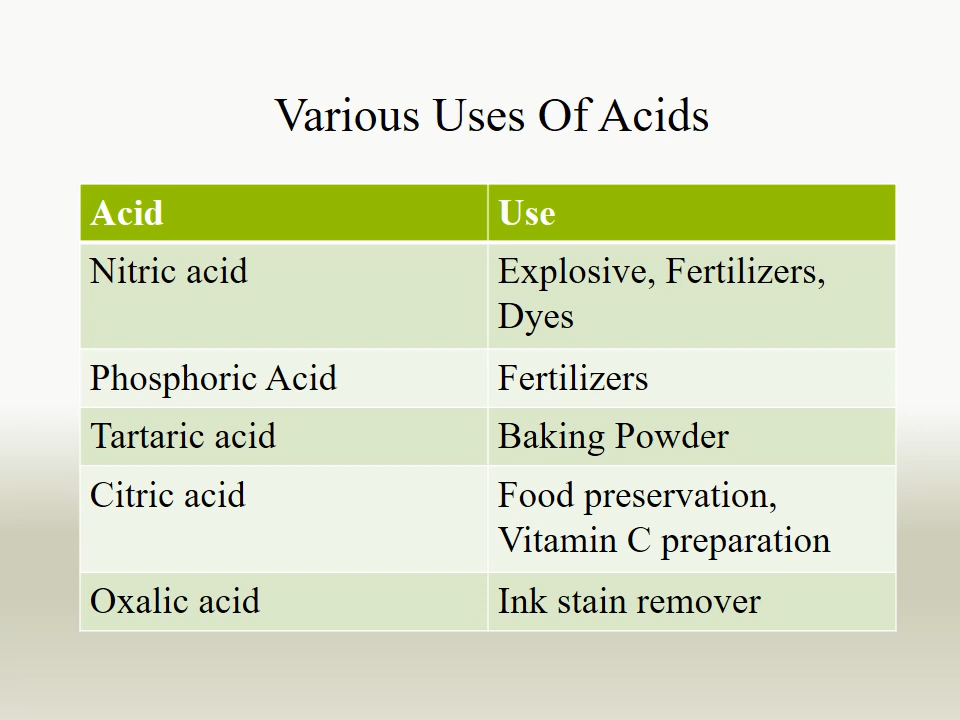 Various Uses Of Acids
Acid
Use
Nitric acid
Explosive, Fertilizers,
Dyes
Phosphoric Acid
Fertilizers
Tartaric acid
Baking Powder
Citric acid
Food preservation,
Vitamin C preparation
Oxalic acid
Ink stain remover